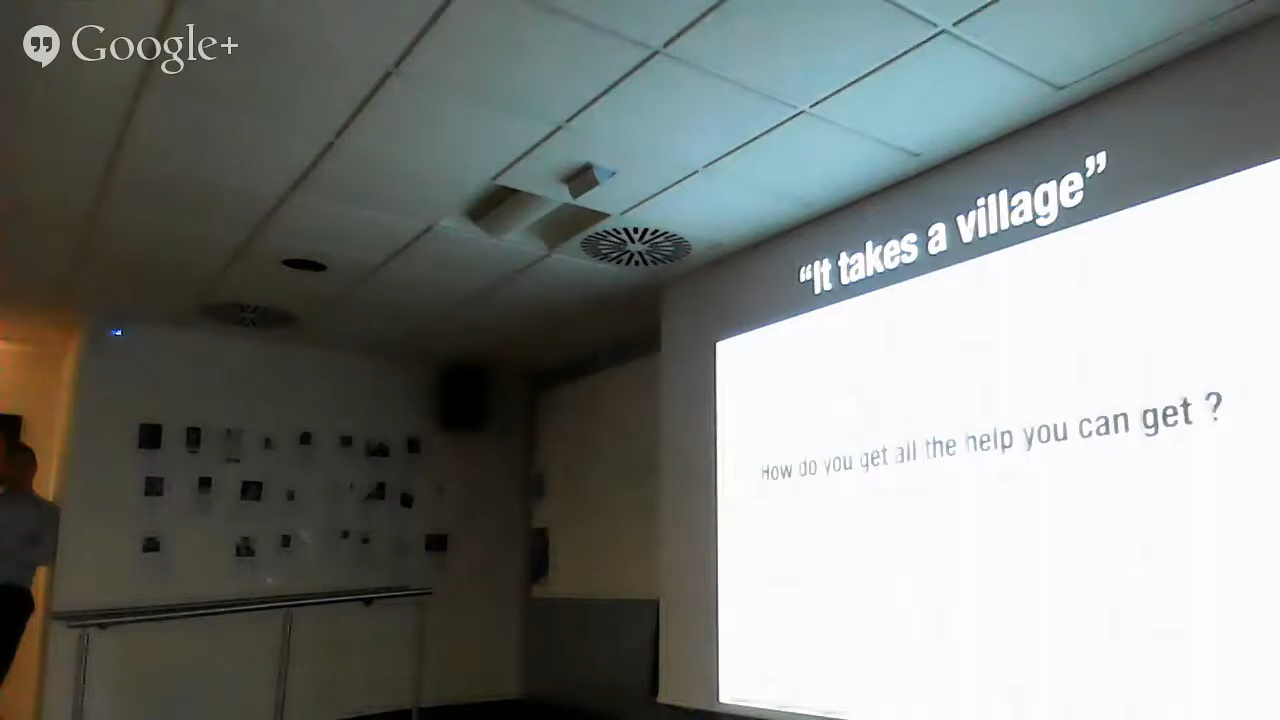 Google+
“It takes a village”
How do you get all the help you can get ?